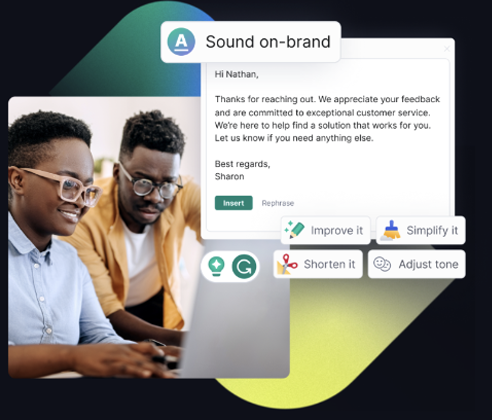 A
Sound on-brand
Hi Nathan,
Thanks for reaching out. We appreciate your feedback
and are committed to exceptional customer service.
We're here to help find a solution that works for you.
Let us know if you need anything else.
Best regards,
Sharon
Insert Rephrase
Improve it Simplify it
G
Shorten it Adjust tone